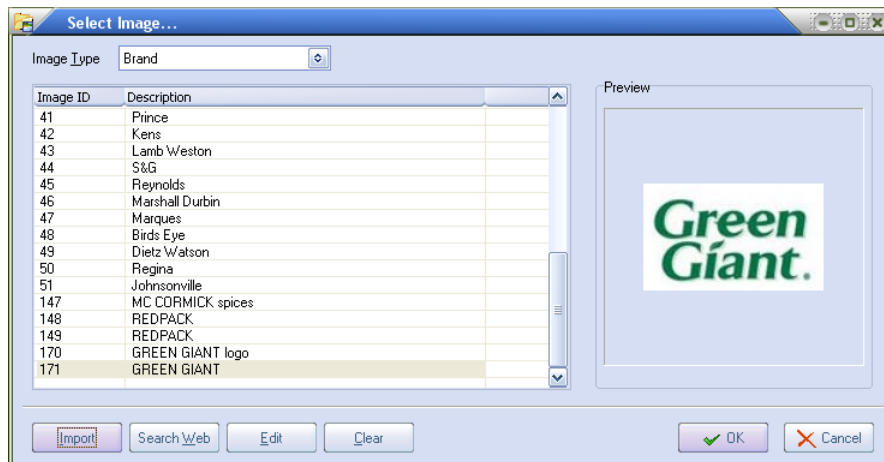 Select Image...
Image Type Brand
Image ID Description
41 Prince
42 Kens
43 Lamb Weston
44 S&G
45 Reynolds
46 Marshall Durbin
47 Marques
48 Birds Eye
49 Dietz Watson
50 Regina
51 Johnsonville
147 MC CORMICK spices
148 REDPACK
149 REDPACK
170 GREEN GIANT logo
171 GREEN GIANT
Preview
Green
Giant.
Import Search Web Edit Clear OK Cancel